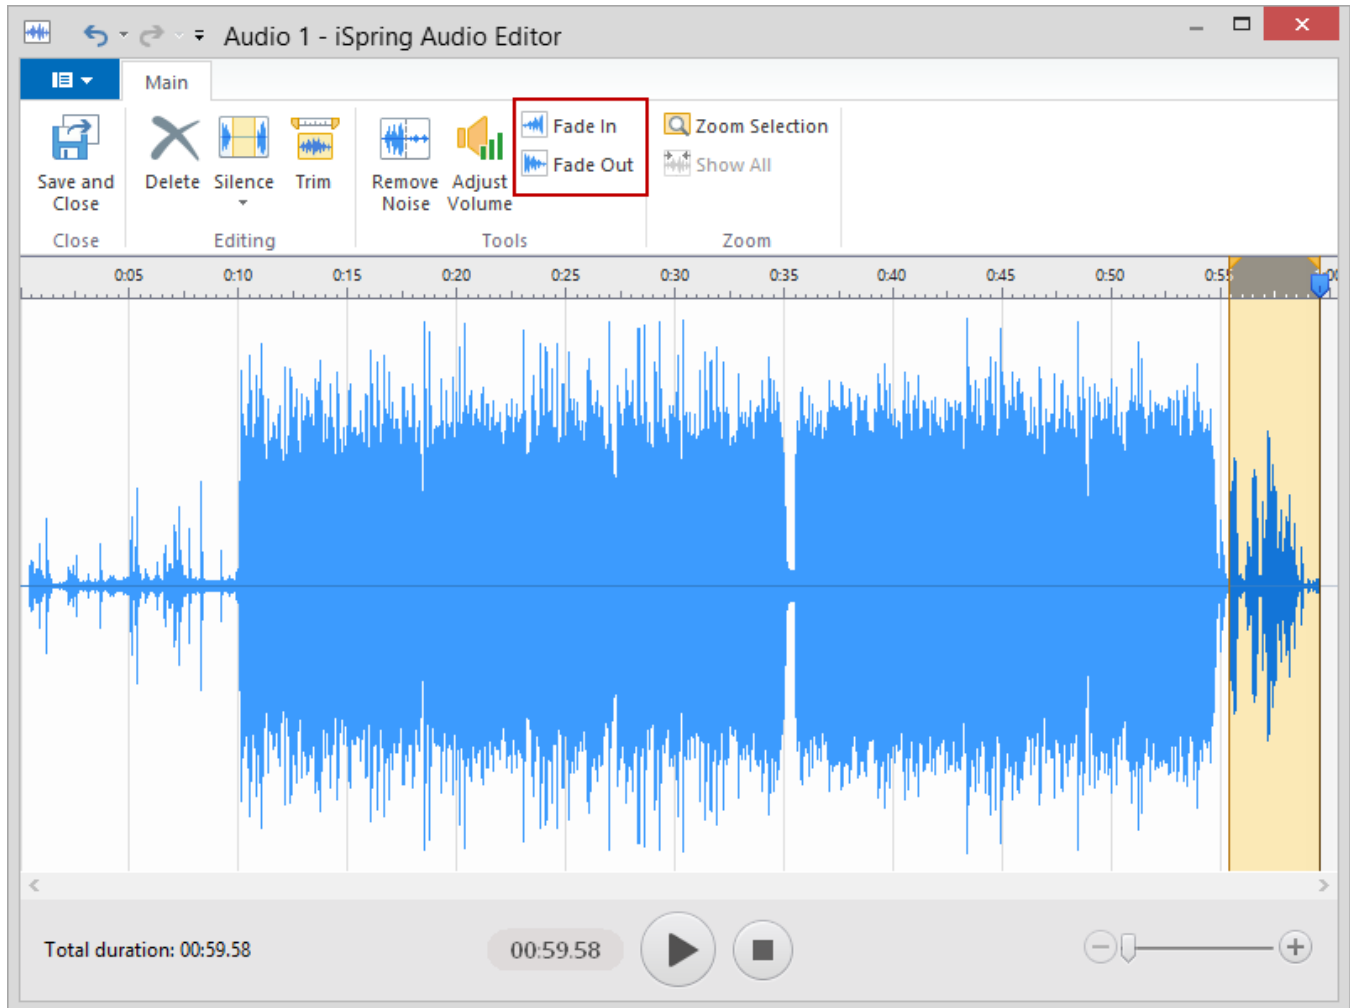 Audio 1 - iSpring Audio Editor
Main
Save and
Close
Delete
Silence
Trim
Remove
Noise
Adjust
Volume
Fade In
Fade Out
Zoom Selection
Show All
Close
Editing
Tools
Zoom
0:05 0:10 0:15 0:20 0:25 0:30 0:35 0:40 0:45 0:50
Total duration: 00:59.58
00:59.58